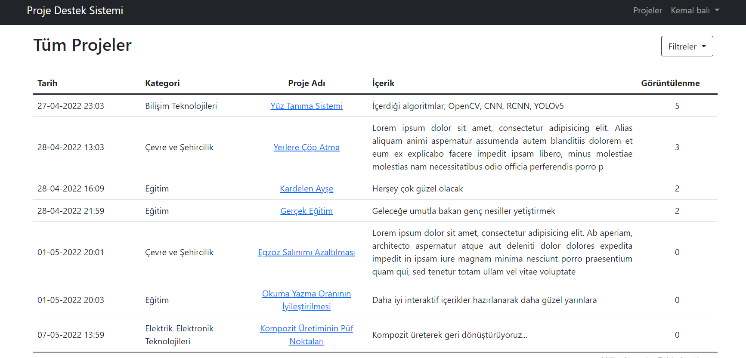 Proje Destek Sistemi
Projeler Kemal balı
Tüm Projeler
Filtreler
Tarih Kategori Proje Adı İçerik Görüntülenme
27-04-2022 23:03 Bilişim Teknolojileri Yüz Tanıma Sistemi İçerdiği algoritmlar; OpenCV, CNN, RCNN, YOLOv5 5
Lorem ipsum dolor sit amet, consectetur adipisicing elit. Alias
28-04-2022 13:03 Çevre ve Şehircilik Yerlere Çöp Atma aliquam animi aspernatur assumenda autem blanditiis dolorem et 3
eum ex explicabo facere impedit ipsam libero, minus molestiae
molestias nam necessitatibus odio officia perferendis porro p
28-04-2022 16:09 Eğitim Kardelen Ayşe Herşey çok güzel olacak 2
28-04-2022 21:59 Eğitim Gerçek Eğitim Geleceğe umutla bakan genç nesiller yetiştirmek 2
Lorem ipsum dolor sit amet, consectetur adipisicing elit. Ab aperiam,
01-05-2022 20:01 Çevre ve Şehircilik Egzoz Salınımı Azaltılması architecto aspernatur atque aut deleniti dolor dolores expedita 0
impedit in ipsam iure magnam minima nesciunt porro praesentium
quam qui, sed tenetur totam ullam vel vitae voluptate
01-05-2022 20:03 Eğitim Okuma Yazma Oranının Daha iyi interaktif içerikler hazırlanarak daha güzel yarınlara 0
İyileştirilmesi
07-05-2022 13:59 Elektrik Elektronik Kompozit Üretiminin Püf Kompozit üreterek geri dönüştürüyoruz... 0
Teknolojileri Noktaları